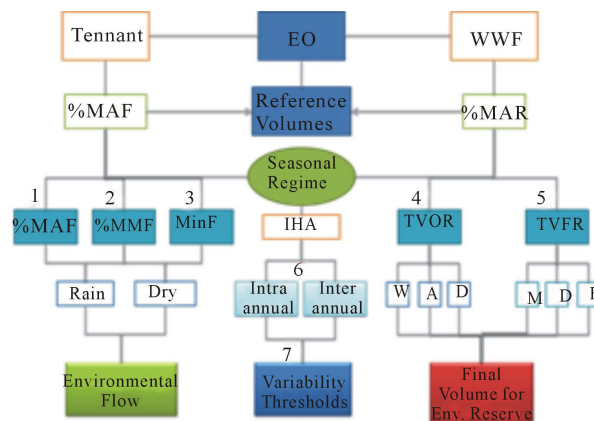 Tennant
EO
WWF
%MAF
Reference
Volumes
%MAR
Seasonal
Regime
1
2
3
4
5
%MAF
%MMF
MinF
IHA
TVOR
TVFR
6
Rain
Dry
Intra
annual
Inter
annual
W
A
D
M
D
7
Environmental
Flow
Variability
Thresholds
Final
Volume for
Env. Reserve